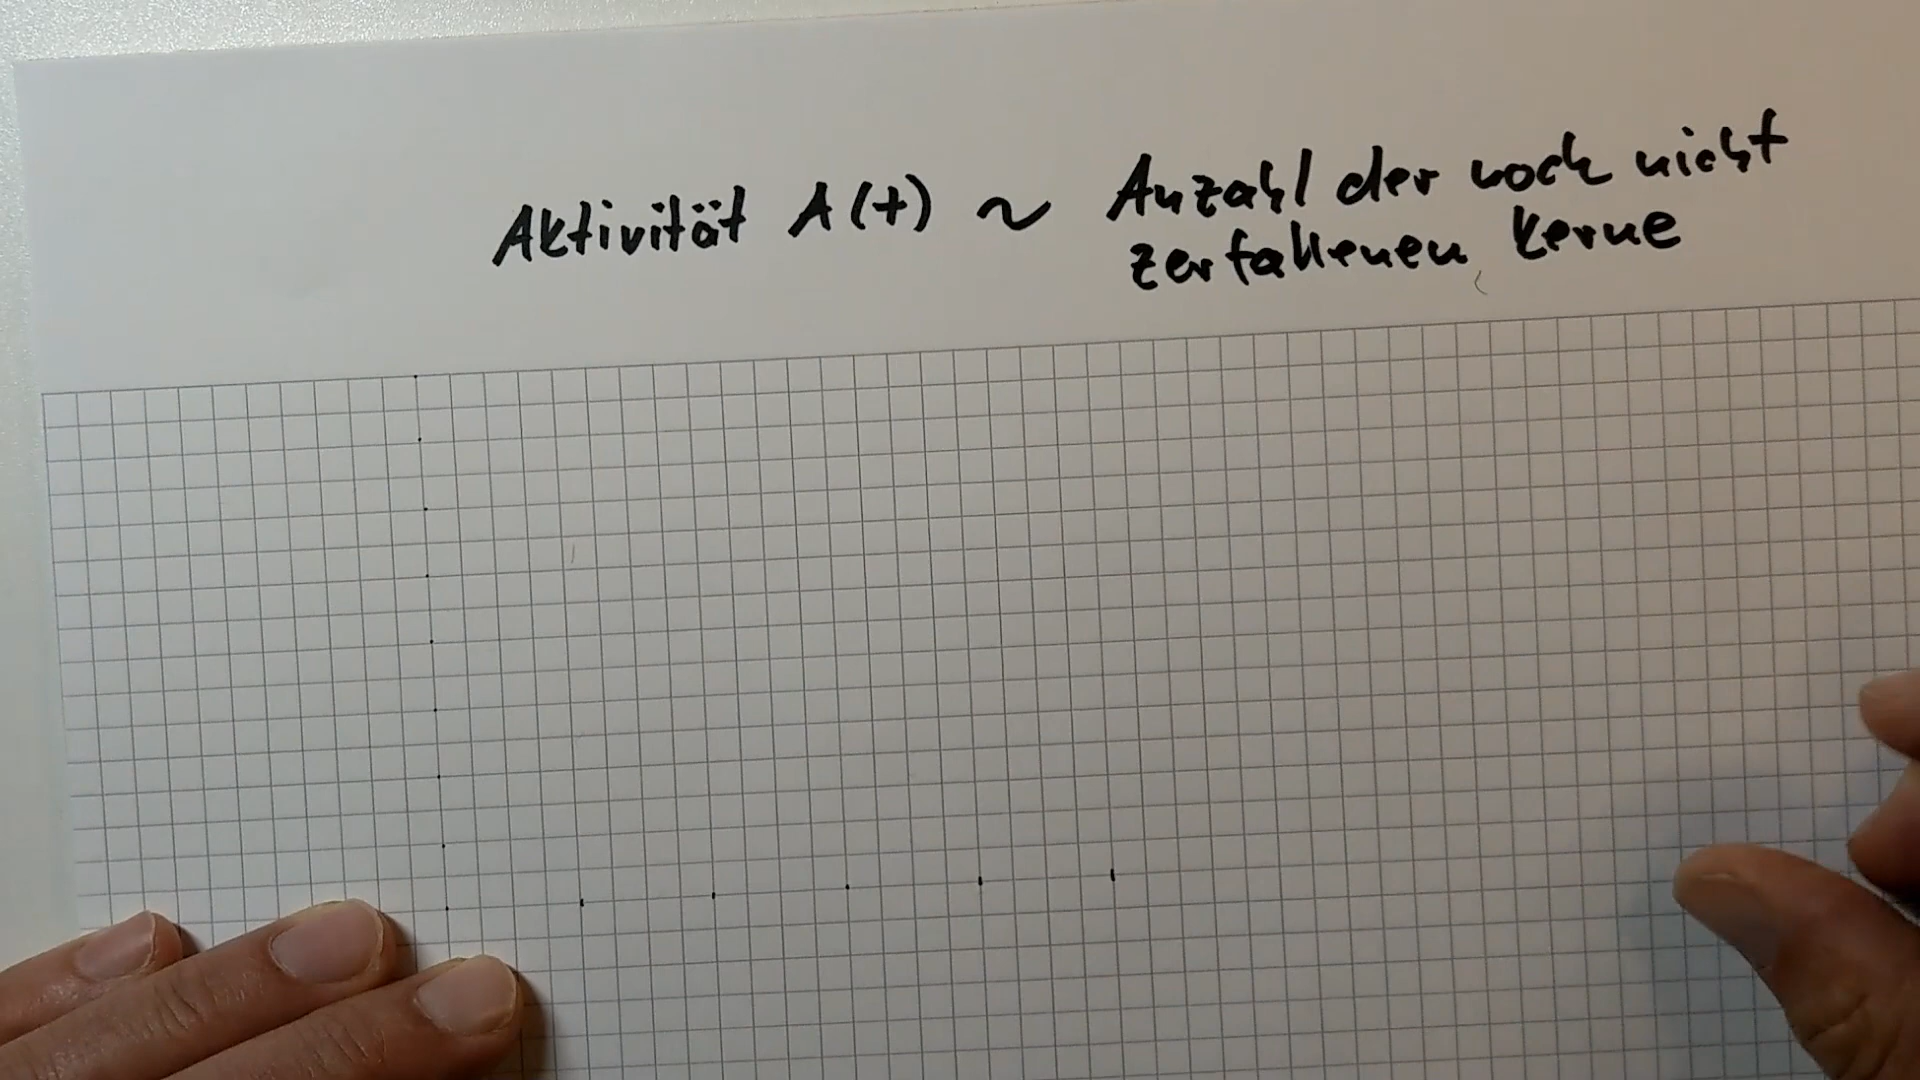 Aktivität A(t) ~ Anzahl der noch nicht
zerfallenen Kerne